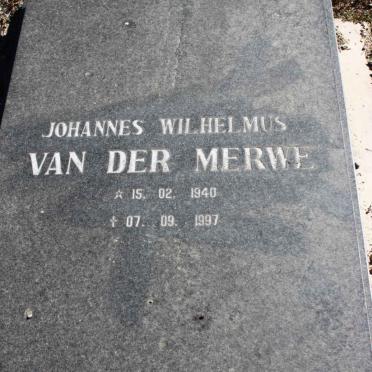 JOHANNES WILHELMUS
VAN DER MERWE
☆ 15. 02. 1940
✝ 07. 09. 1997